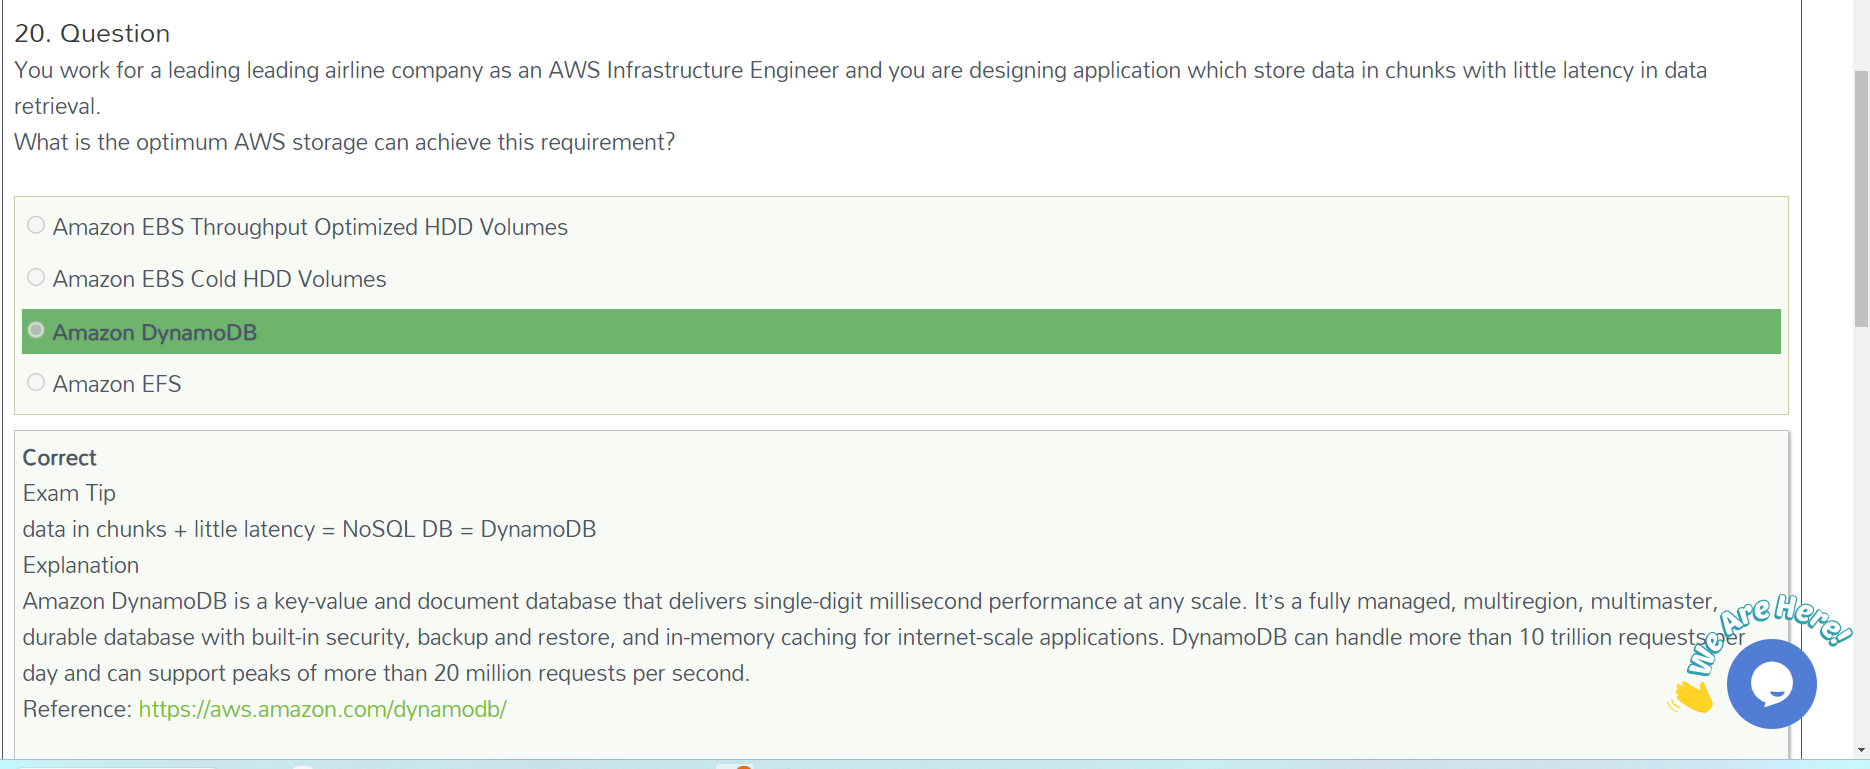 20. Question
You work for a leading leading airline company as an AWS Infrastructure Engineer and you are designing application which store data in chunks with little latency in data
retrieval.
What is the optimum AWS storage can achieve this requirement?
Amazon EBS Throughput Optimized HDD Volumes
Amazon EBS Cold HDD Volumes
Amazon DynamoDB
Amazon EFS
Correct
Exam Tip
data in chunks + little latency = NoSQL DB = DynamoDB
Explanation
Amazon DynamoDB is a key-value and document database that delivers single-digit millisecond performance at any scale. It’s a fully managed, multiregion, multimaster,
durable database with built-in security, backup and restore, and in-memory caching for internet-scale applications. DynamoDB can handle more than 10 trillion requests per
day and can support peaks of more than 20 million requests per second.
Reference: https://aws.amazon.com/dynamodb/
We Are Here!